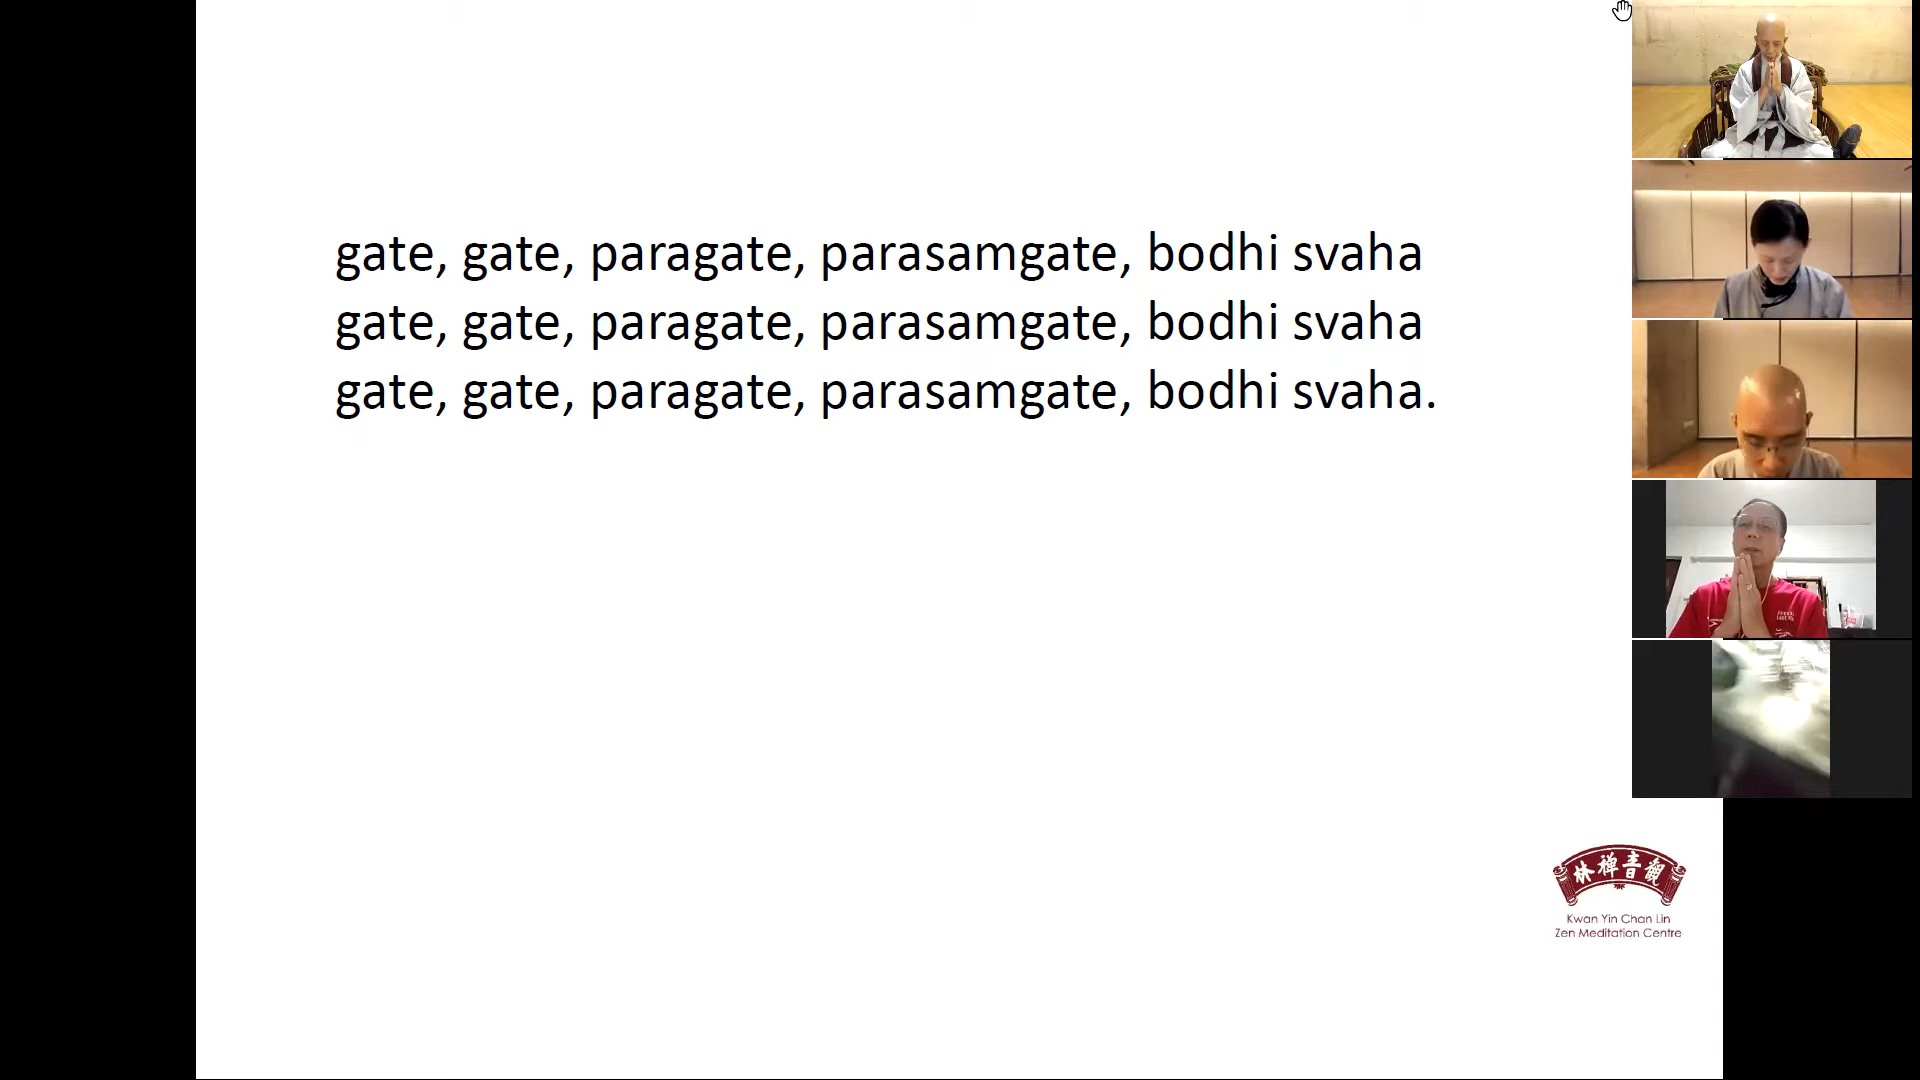 gate, gate, paragate, parasamgate, bodhi svaha
gate, gate, paragate, parasamgate, bodhi svaha
gate, gate, paragate, parasamgate, bodhi svaha.
林禅音觀
Kwan Yin Chan Lin
Zen Meditation Centre